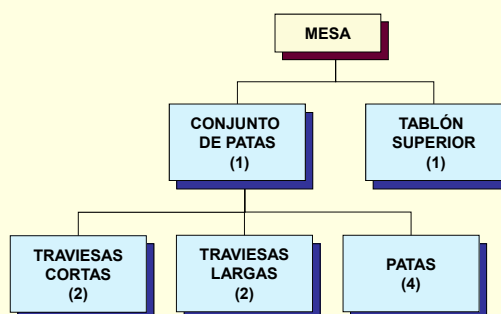 MESA
CONJUNTO
DE PATAS
(1)
TABLÓN
SUPERIOR
(1)
TRAVIESAS
CORTAS
(2)
TRAVIESAS
LARGAS
(2)
PATAS
(4)